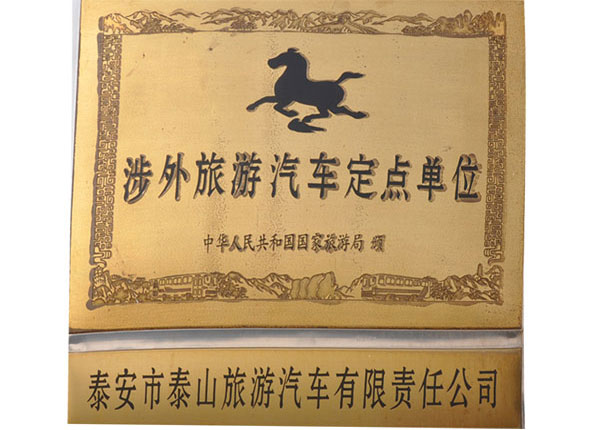 涉外旅游汽车定点单位
中华人民共和国国家旅游局 颁
泰安市泰山旅游汽车有限责任公司